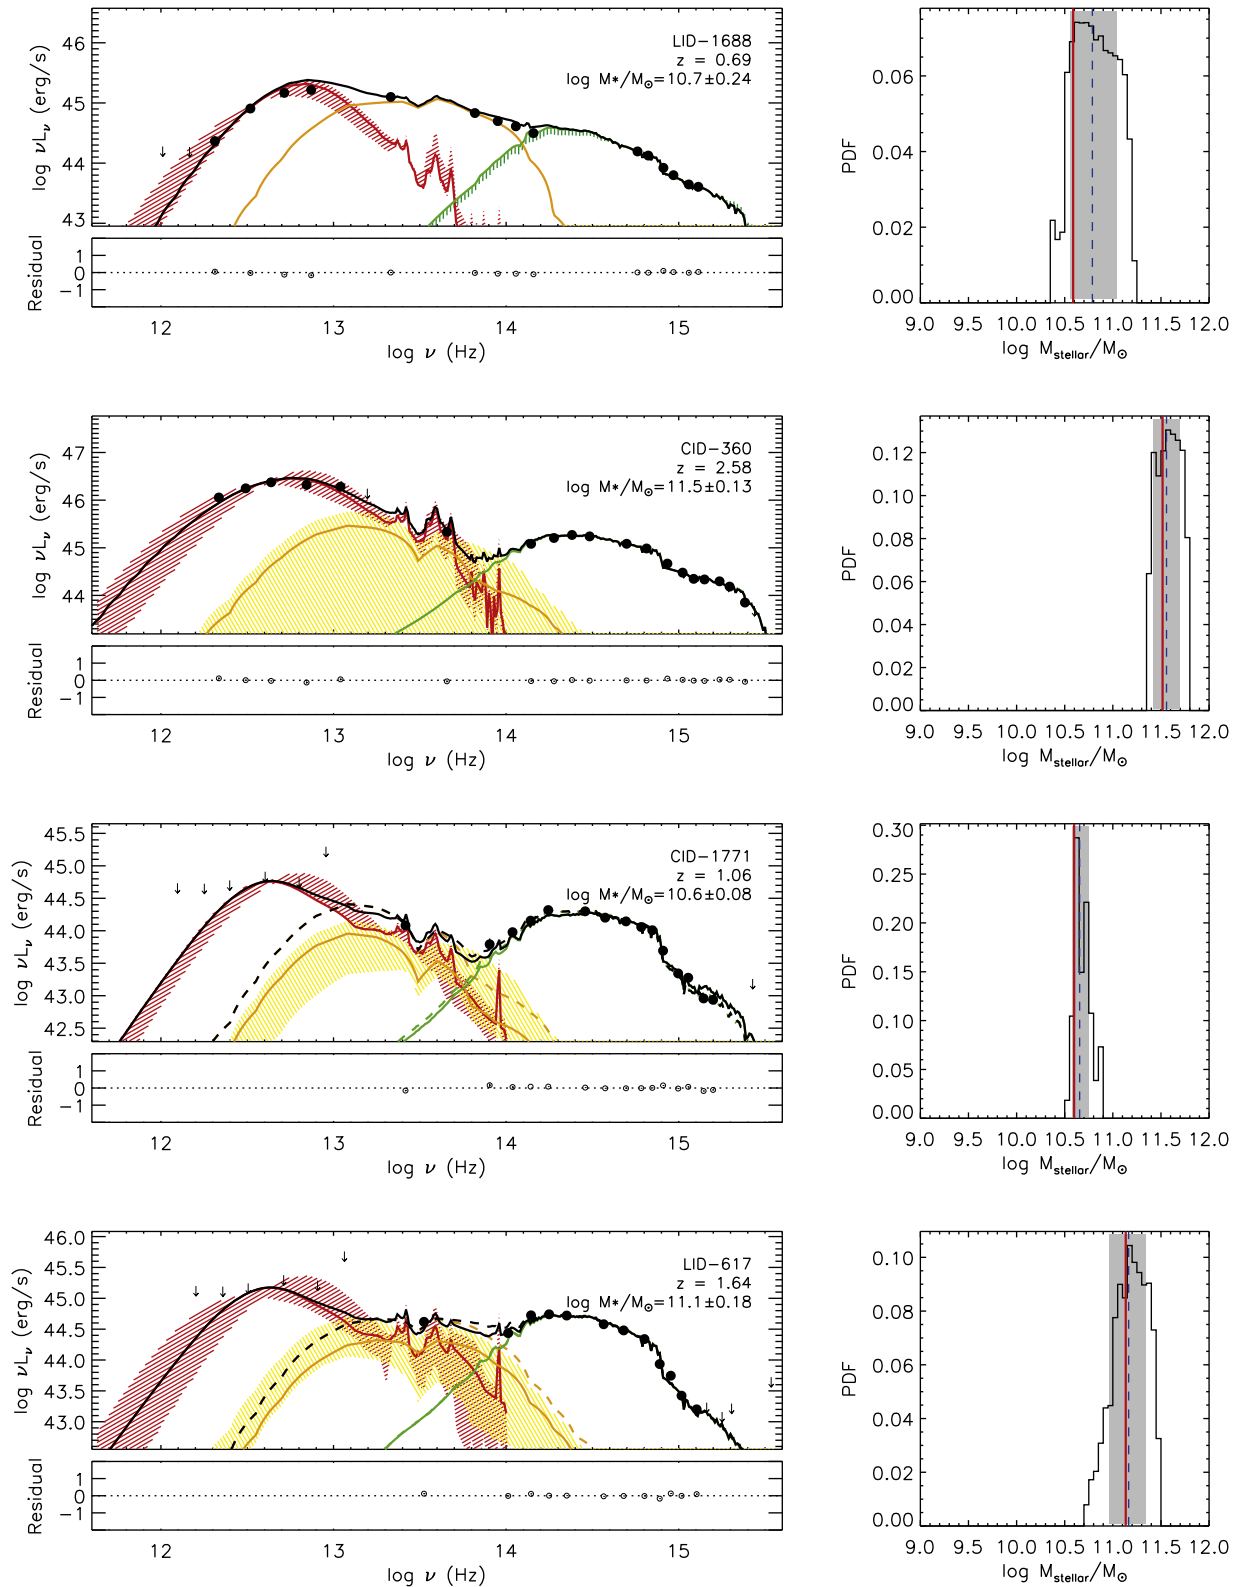 46
45
44
43
log νLν (erg/s)
LID-1688
z = 0.69
log M*/M⊙=10.7±0.24
1
0
-1
Residual
12 13 14 15
log ν (Hz)
0.06
0.04
0.02
0.00
PDF
9.0 9.5 10.0 10.5 11.0 11.5 12.0
log Mstellar/M⊙
47
46
45
44
log νLν (erg/s)
CID-360
z = 2.58
log M*/M⊙=11.5±0.13
1
0
-1
Residual
12 13 14 15
log ν (Hz)
0.12
0.10
0.08
0.06
0.04
0.02
0.00
PDF
9.0 9.5 10.0 10.5 11.0 11.5 12.0
log Mstellar/M⊙
45.5
45.0
44.5
44.0
43.5
43.0
42.5
log νLν (erg/s)
CID-1771
z = 1.06
log M*/M⊙=10.6±0.08
1
0
-1
Residual
12 13 14 15
log ν (Hz)
0.30
0.25
0.20
0.15
0.10
0.05
0.00
PDF
9.0 9.5 10.0 10.5 11.0 11.5 12.0
log Mstellar/M⊙
46.0
45.5
45.0
44.5
44.0
43.5
43.0
log νLν (erg/s)
LID-617
z = 1.64
log M*/M⊙=11.1±0.18
1
0
-1
Residual
12 13 14 15
log ν (Hz)
0.10
0.08
0.06
0.04
0.02
0.00
PDF
9.0 9.5 10.0 10.5 11.0 11.5 12.0
log Mstellar/M⊙